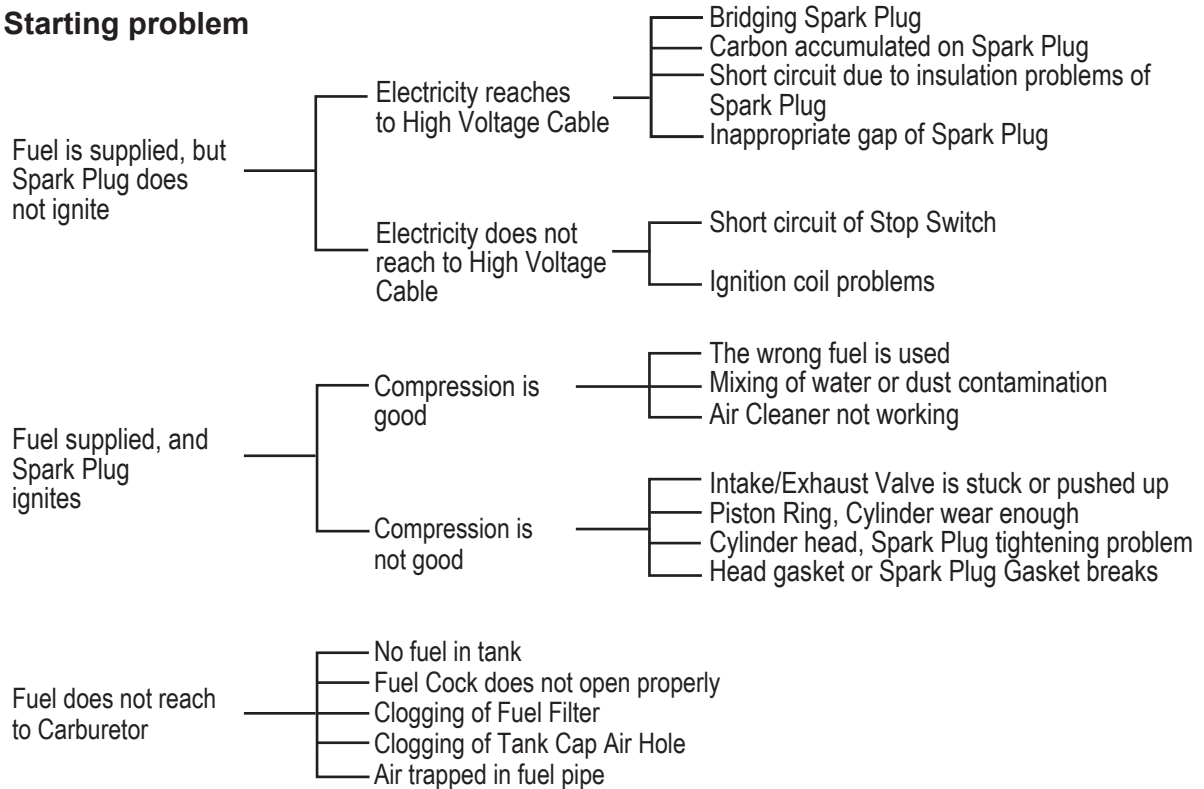 Starting problem
Fuel is supplied, but
Spark Plug does
not ignite
Electricity reaches
to High Voltage Cable
Bridging Spark Plug
Carbon accumulated on Spark Plug
Short circuit due to insulation problems of
Spark Plug
Inappropriate gap of Spark Plug
Electricity does not
reach to High Voltage
Cable
Short circuit of Stop Switch
Ignition coil problems
Fuel supplied, and
Spark Plug
ignites
Compression is
good
The wrong fuel is used
Mixing of water or dust contamination
Air Cleaner not working
Compression is
not good
Intake/Exhaust Valve is stuck or pushed up
Piston Ring, Cylinder wear enough
Cylinder head, Spark Plug tightening problem
Head gasket or Spark Plug Gasket breaks
Fuel does not reach
to Carburetor
No fuel in tank
Fuel Cock does not open properly
Clogging of Fuel Filter
Clogging of Tank Cap Air Hole
Air trapped in fuel pipe